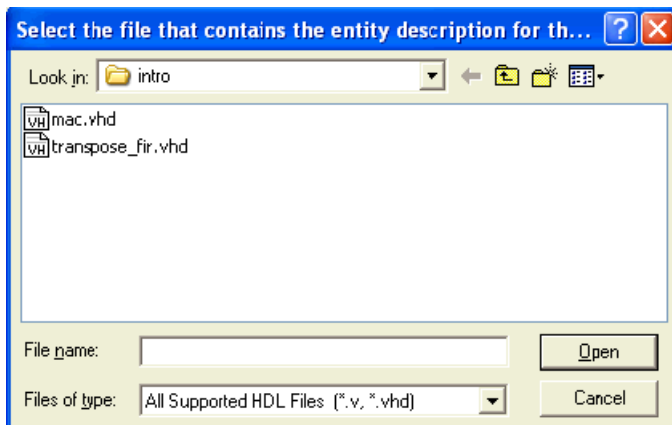 Select the file that contains the entity description for th...
Look in: intro
mac.vhd
transpose_fir.vhd
File name: Open
Files of type: All Supported HDL Files (*.v, *.vhd) Cancel